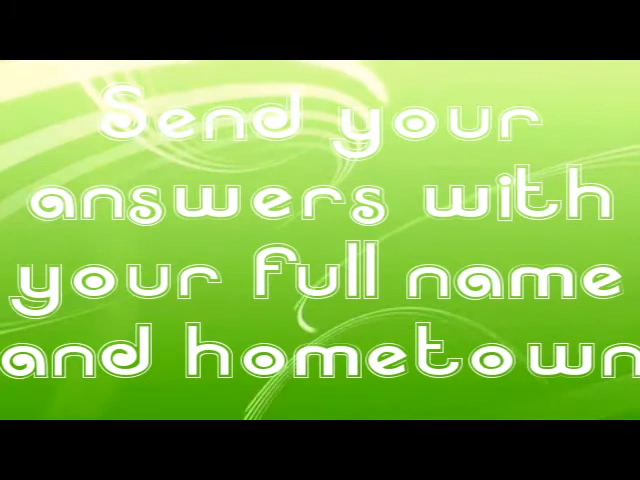 Send your
answers with
your full name
and hometown